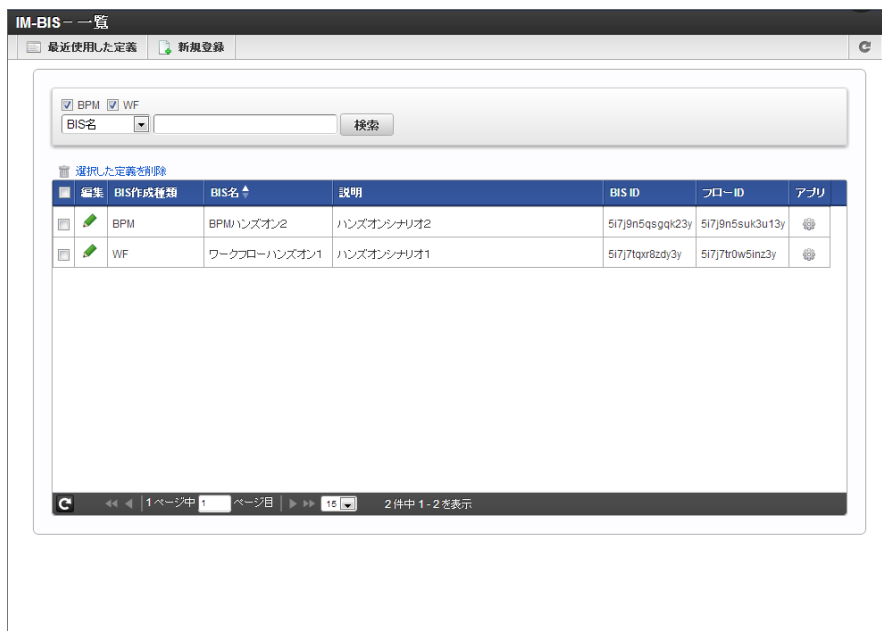 IM-BIS－一覧
最近使用した定義 新規登録
BPM WF
BIS名 検索
選択した定義を削除
編集 BIS作成種類 BIS名 説明 BIS ID フローID アプリ
BPM BPMハンズオン2 ハンズオンシナリオ2 5i7j9n5qsgqk23y 5i7j9n5suk3u13y
WF ワークフローハンズオン1 ハンズオンシナリオ1 5i7j7tqxr8zdy3y 5i7j7tr0w5inz3y
1 ページ中 1 ページ目 15 2 件中 1 - 2 を表示